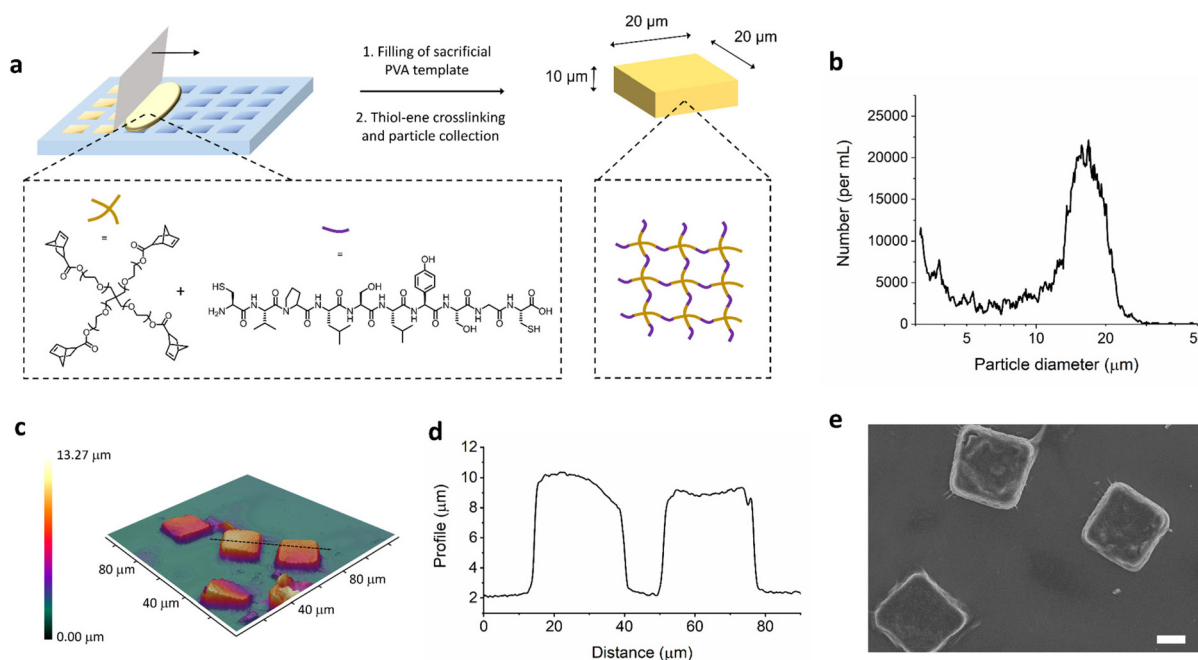 a
1. Filling of sacrificial
PVA template
2. Thiol-ene crosslinking
and particle collection
20 μm
20 μm
10 μm
=
+
=
O
O
O
O
O
O
O
O
O
O
O
O
HS
H₂N
O
H
N
O
N
O
H
N
O
OH
H
N
O
H
N
O
OH
H
N
O
OH
H
N
O
H
N
O
OH
SH
b
Number (per mL)
25000
20000
15000
10000
5000
0
5
10
20
Particle diameter (μm)
c
13.27 μm
0.00 μm
80 μm
40 μm
40 μm
80 μm
d
Profile (μm)
12
10
8
6
4
2
0
20
40
60
80
Distance (μm)
e